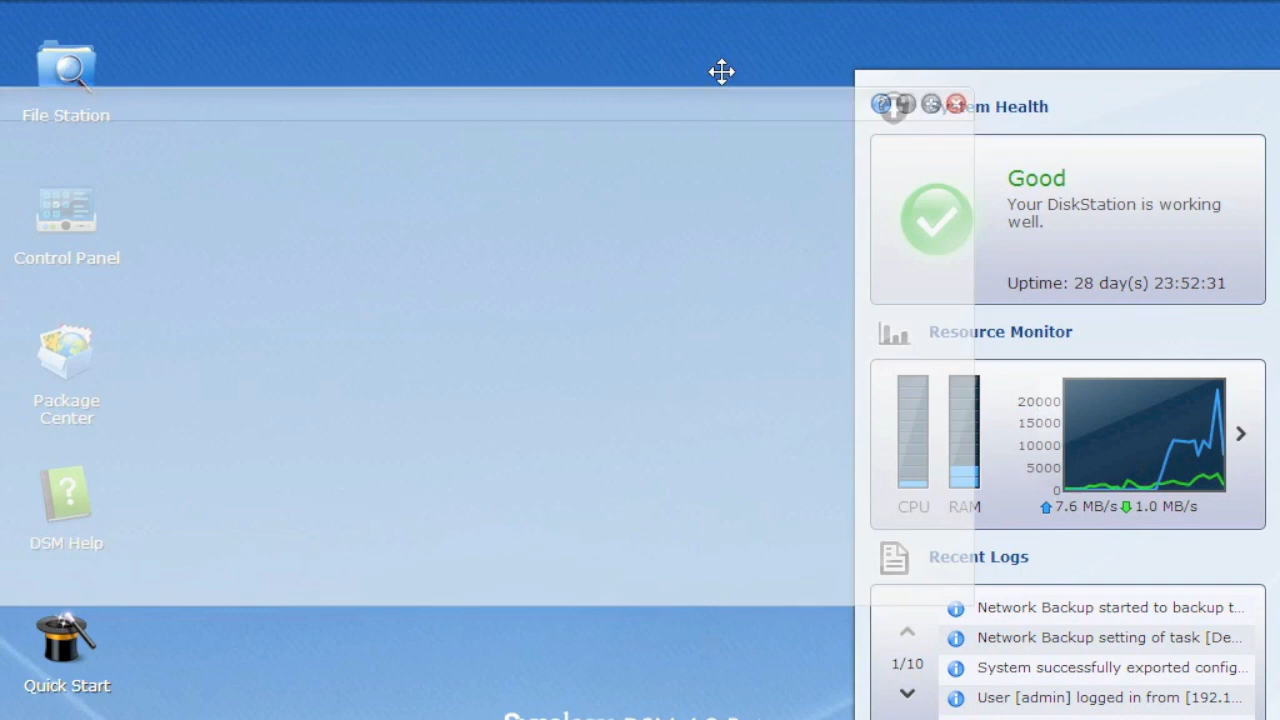 File Station
Control Panel
Package
Center
DSM Help
Quick Start
System Health
Good
Your DiskStation is working
well.
Uptime: 28 day(s) 23:52:31
Resource Monitor
20000
15000
10000
5000
0
CPU
RAM
7.6 MB/s 1.0 MB/s
Recent Logs
1/10
Network Backup started to backup t...
Network Backup setting of task [De...
System successfully exported config...
User [admin] logged in from [192.1...